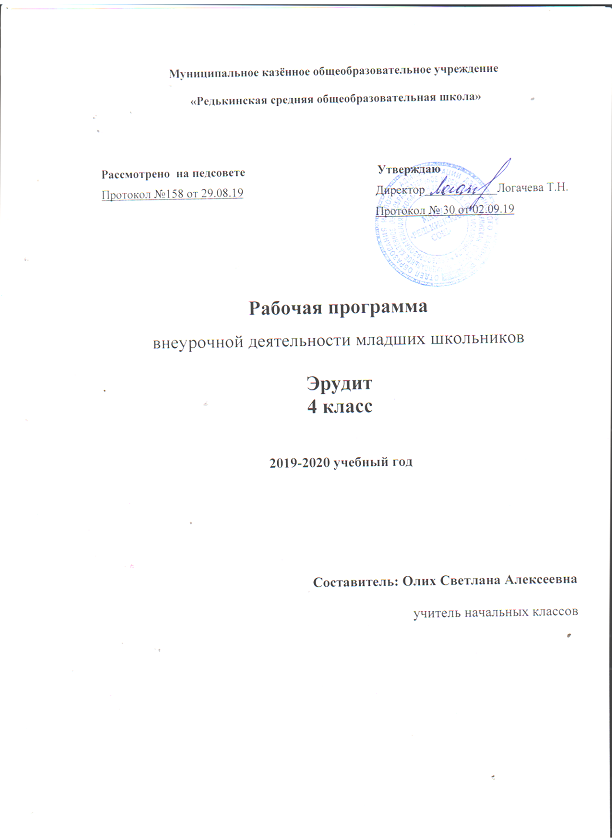 Муниципальное казённое общеобразовательное учреждение
«Редькинская средняя общеобразовательная школа»
Рассмотрено на педсовете
Протокол №158 от 29.08.19
Утверждаю
Директор Логачева Т.Н.
Протокол № 30 от 02.09.19
Рабочая программа
внеурочной деятельности младших школьников
Эрудит
4 класс
2019-2020 учебный год
Составитель: Олих Светлана Алексеевна
учитель начальных классов